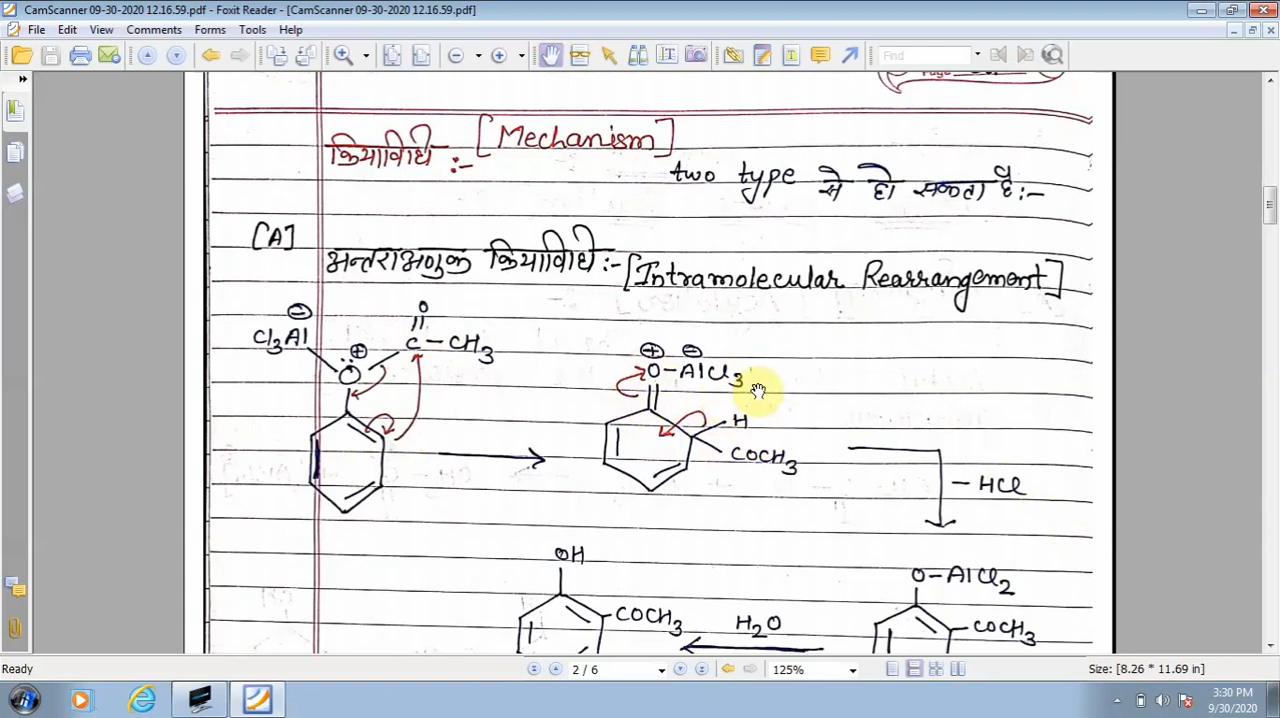 CamScanner 09-30-2020 12.16.59.pdf - Foxit Reader - [CamScanner 09-30-2020 12.16.59.pdf]
File Edit View Comments Forms Tools Help
Find
Page
क्रियाविधी :- [Mechanism]
two type से हो सकता है:-
[A]
अन्तराअणुक क्रियाविधी:- [Intramolecular Rearrangement]
O
Cl3Al ⊖ ⊕ C-CH3
O
⊕ ⊖
O-AlCl3
H
COCH3
- HCl
OH
O-AlCl2
COCH3
H2O
COCH3
Ready 2 / 6 125% Size: [8.26 * 11.69 in]
3:30 PM
9/30/2020